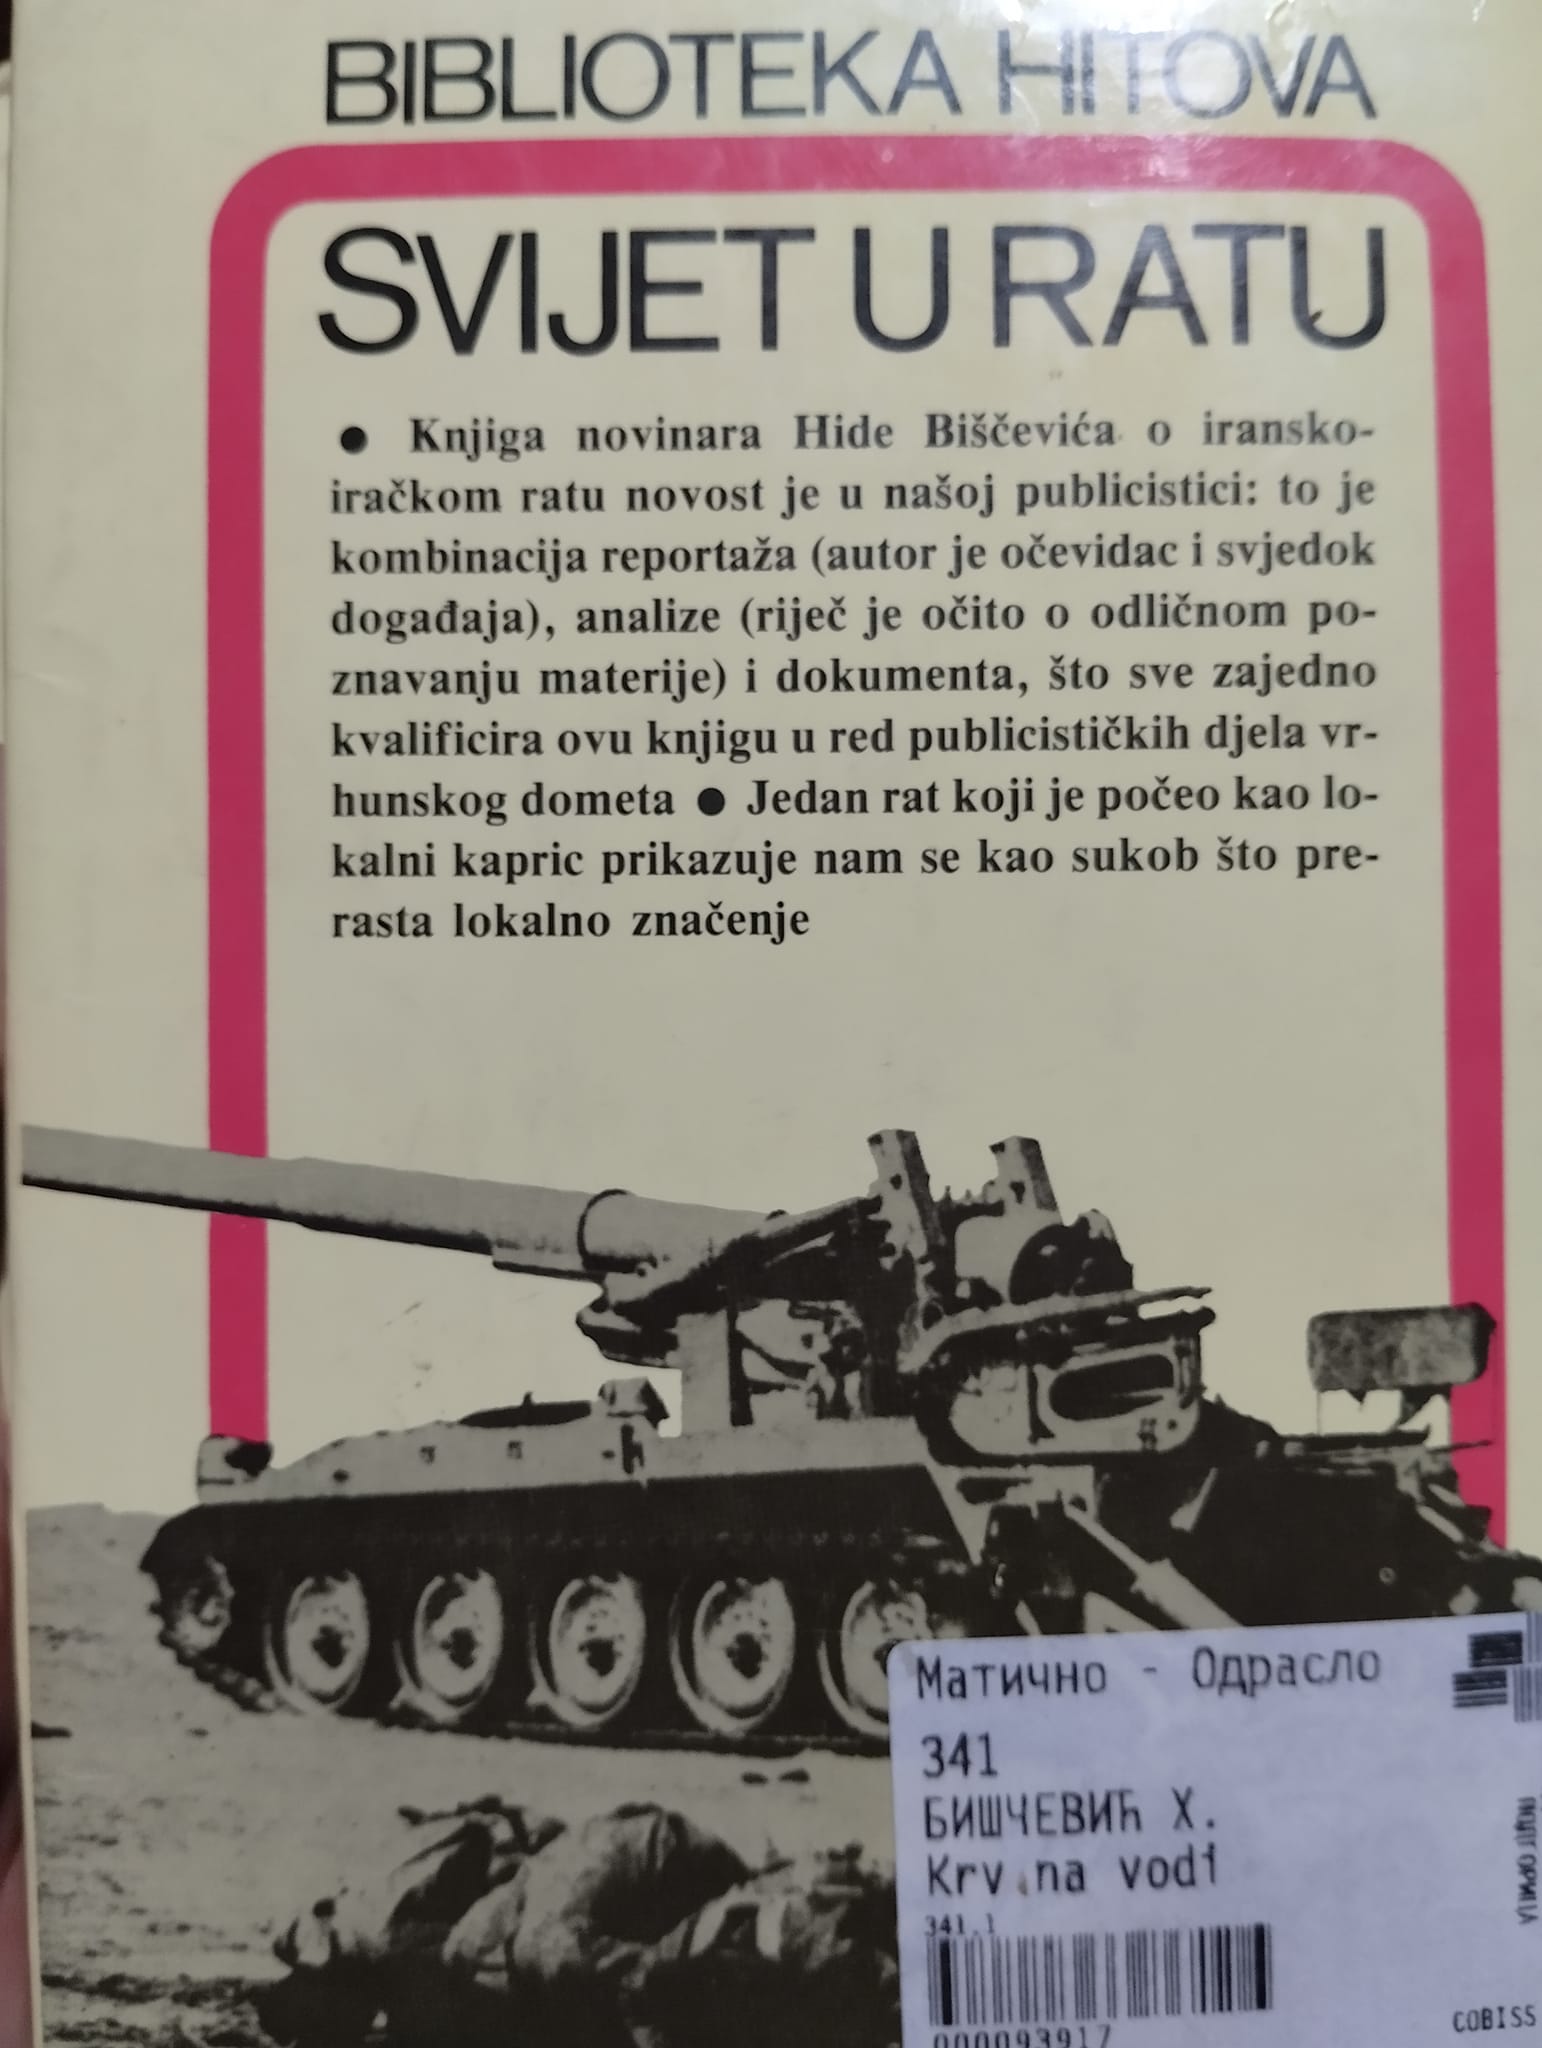 BIBLIOTEKA HITOVA
SVIJET U RATU
● Knjiga novinara Hide Biščevića o iransko-
iračkom ratu novost je u našoj publicistici: to je
kombinacija reportaža (autor je očevidac i svjedok
događaja), analize (riječ je očito o odličnom po-
znavanju materije) i dokumenta, što sve zajedno
kvalificira ovu knjigu u red publicističkih djela vr-
hunskog dometa ● Jedan rat koji je počeo kao lo-
kalni kapric prikazuje nam se kao sukob što pre-
rasta lokalno značenje
Матично - Одрасло
341
БИШЧЕВИЋ Х.
Krv na vodi
341.1
000093917
COBISS